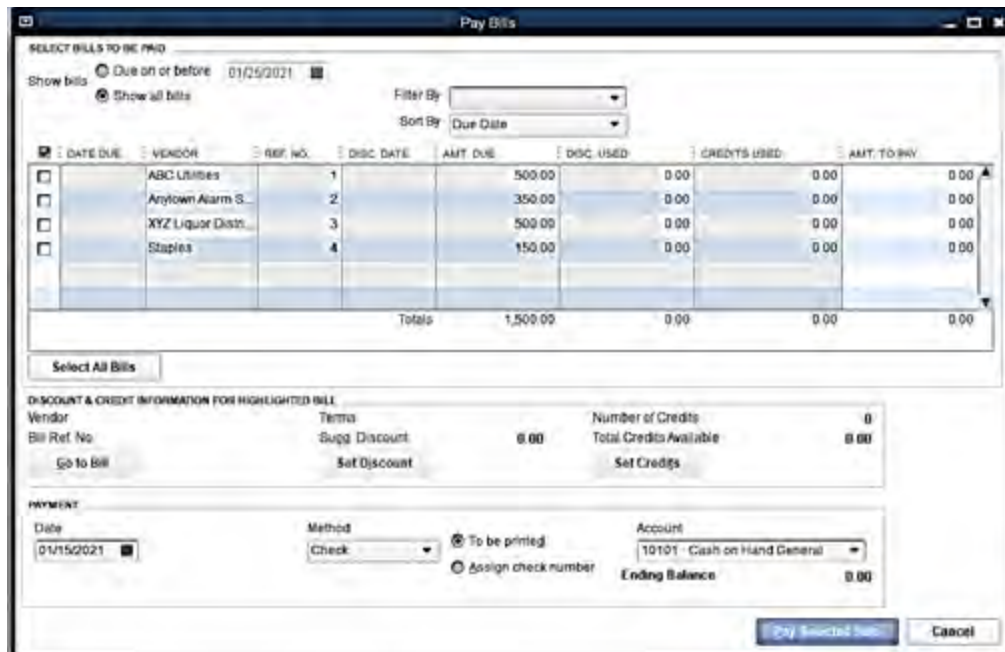 Pay Bills
SELECT BILLS TO BE PAID
Show bills
Due on or before 01/25/2021
Show all bills
Filter By
Sort By Due Date
DATE DUE VENDOR REF. NO. DISC. DATE AMT. DUE DISC. USED CREDITS USED AMT. TO PAY
ABC Utilities 1 500.00 0.00 0.00 0.00
Anytown Alarm S... 2 350.00 0.00 0.00 0.00
XYZ Liquor Distri... 3 500.00 0.00 0.00 0.00
Staples 4 150.00 0.00 0.00 0.00
Totals 1,500.00 0.00 0.00 0.00
Select All Bills
DISCOUNT & CREDIT INFORMATION FOR HIGHLIGHTED BILL
Vendor Terms Number of Credits 0
Bill Ref. No. Sugg. Discount 0.00 Total Credits Available 0.00
Go to Bill Set Discount Set Credits
PAYMENT
Date Method Account
01/15/2021 Check To be printed 10101 · Cash on Hand General
Assign check number Ending Balance 0.00
Pay Selected Bills Cancel